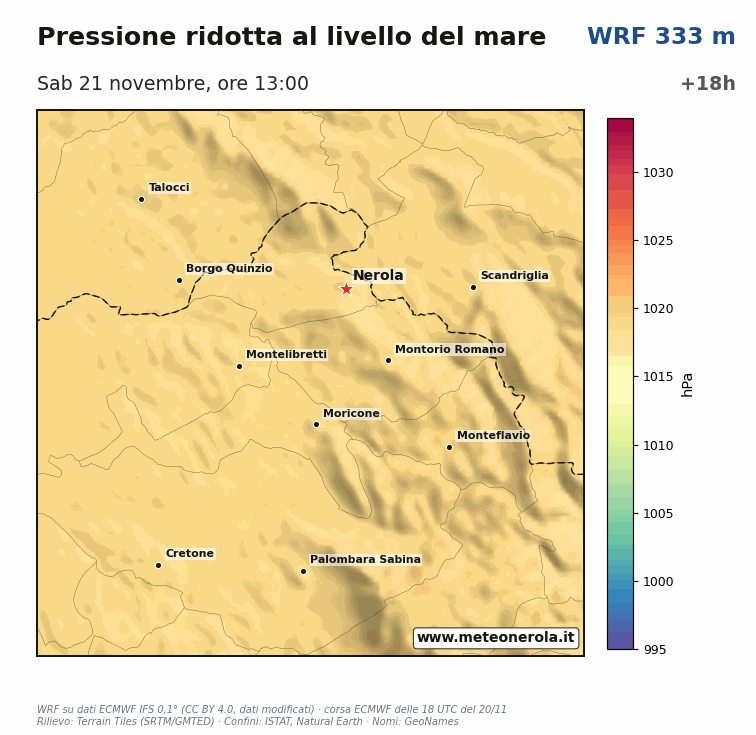 Pressione ridotta al livello del mare WRF 333 m
Sab 21 novembre, ore 13:00 +18h
Talocci
Borgo Quinzio
Nerola
Scandriglia
Montelibretti
Montorio Romano
Moricone
Monteflavio
Cretone
Palombara Sabina
www.meteonerola.it
1030
1025
1020
1015
1010
1005
1000
995
hPa
WRF su dati ECMWF IFS 0,1° (CC BY 4.0, dati modificati) · corsa ECMWF delle 18 UTC del 20/11
Rilievo: Terrain Tiles (SRTM/GMTED) · Confini: ISTAT, Natural Earth · Nomi: GeoNames